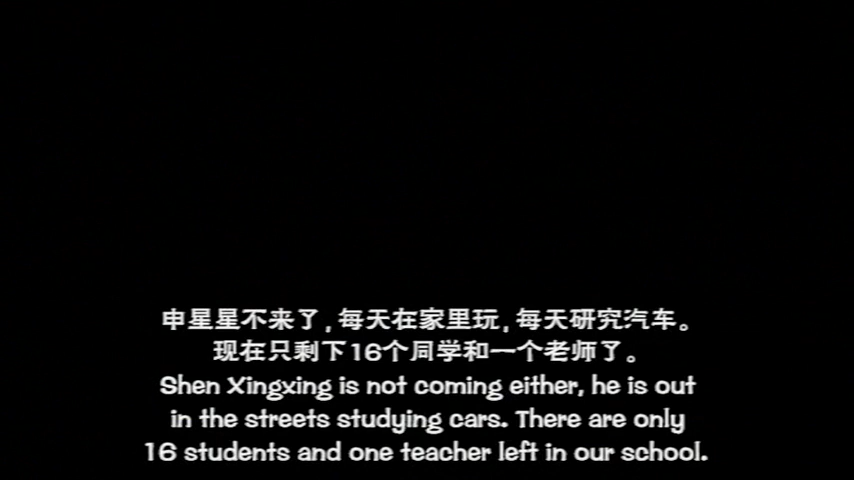 申星星不来了，每天在家里玩，每天研究汽车。
现在只剩下16个同学和一个老师了。
Shen Xingxing is not coming either, he is out
in the streets studying cars. There are only
16 students and one teacher left in our school.